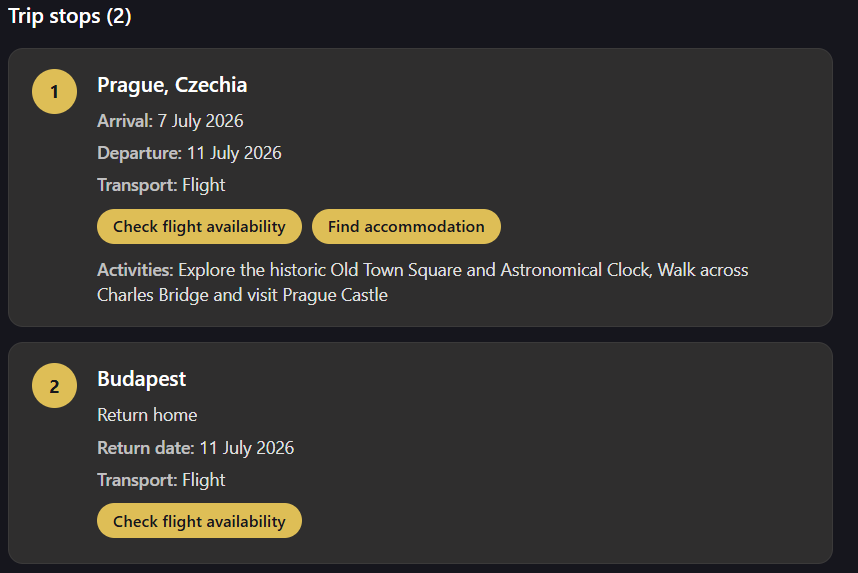 Trip stops (2)
1
Prague, Czechia
Arrival: 7 July 2026
Departure: 11 July 2026
Transport: Flight
Check flight availability
Find accommodation
Activities: Explore the historic Old Town Square and Astronomical Clock, Walk across
Charles Bridge and visit Prague Castle
2
Budapest
Return home
Return date: 11 July 2026
Transport: Flight
Check flight availability